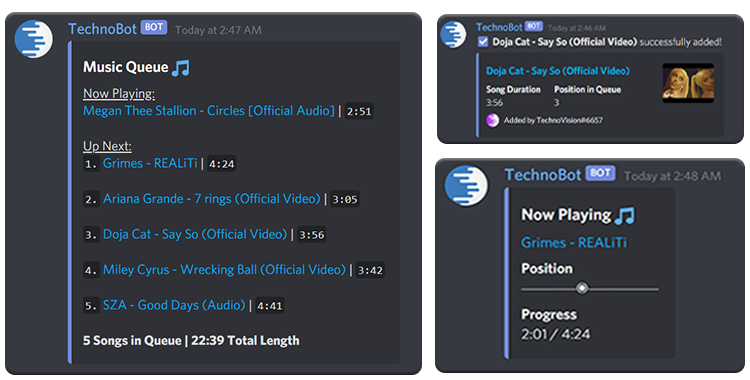 TechnoBot BOT Today at 2:47 AM
Music Queue 🎵
Now Playing:
Megan Thee Stallion - Circles [Official Audio] | 2:51
Up Next:
1. Grimes - REALiTi | 4:24
2. Ariana Grande - 7 rings (Official Video) | 3:05
3. Doja Cat - Say So (Official Video) | 3:56
4. Miley Cyrus - Wrecking Ball (Official Video) | 3:42
5. SZA - Good Days (Audio) | 4:41
5 Songs in Queue | 22:39 Total Length
TechnoBot BOT Today at 2:46 AM
☑ Doja Cat - Say So (Official Video) successfully added!
Doja Cat - Say So (Official Video)
Song Duration Position in Queue
3:56 3
Added by TechnoVision#6657
TechnoBot BOT Today at 2:48 AM
Now Playing 🎵
Grimes - REALiTi
Position
Progress
2:01 / 4:24